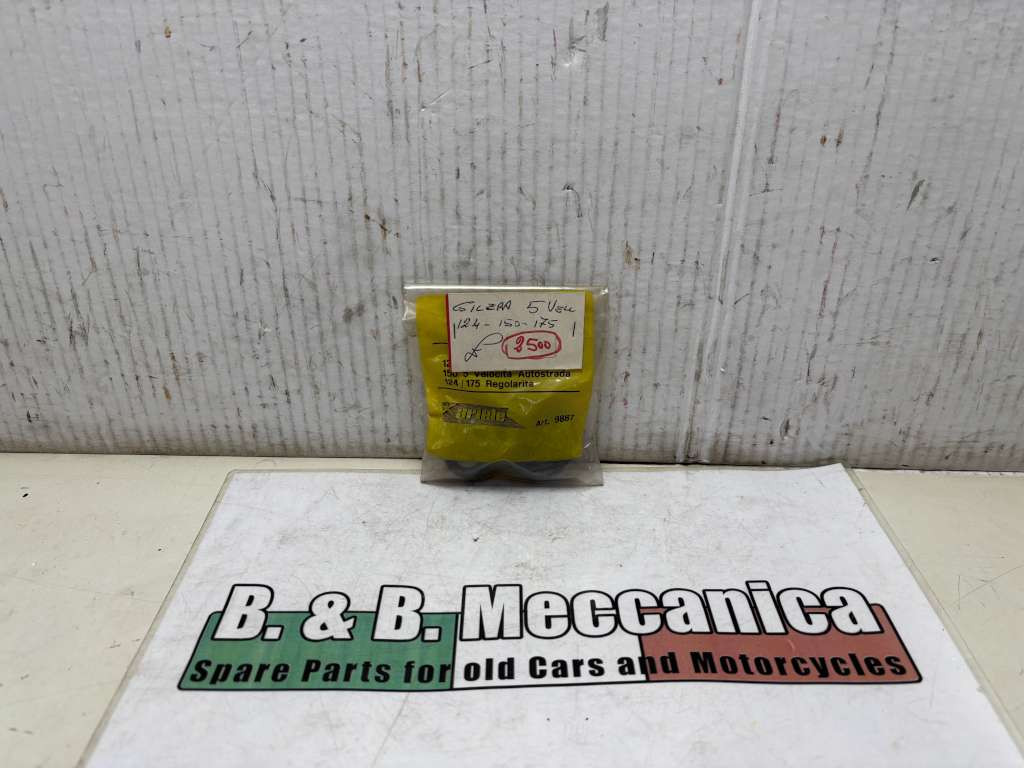 GILERA 5 VEL
124-150-175
2500
150 5 Velocità Autostrada
124 / 175 Regolarità
Art. 9887
B. & B. Meccanica
Spare Parts for old Cars and Motorcycles